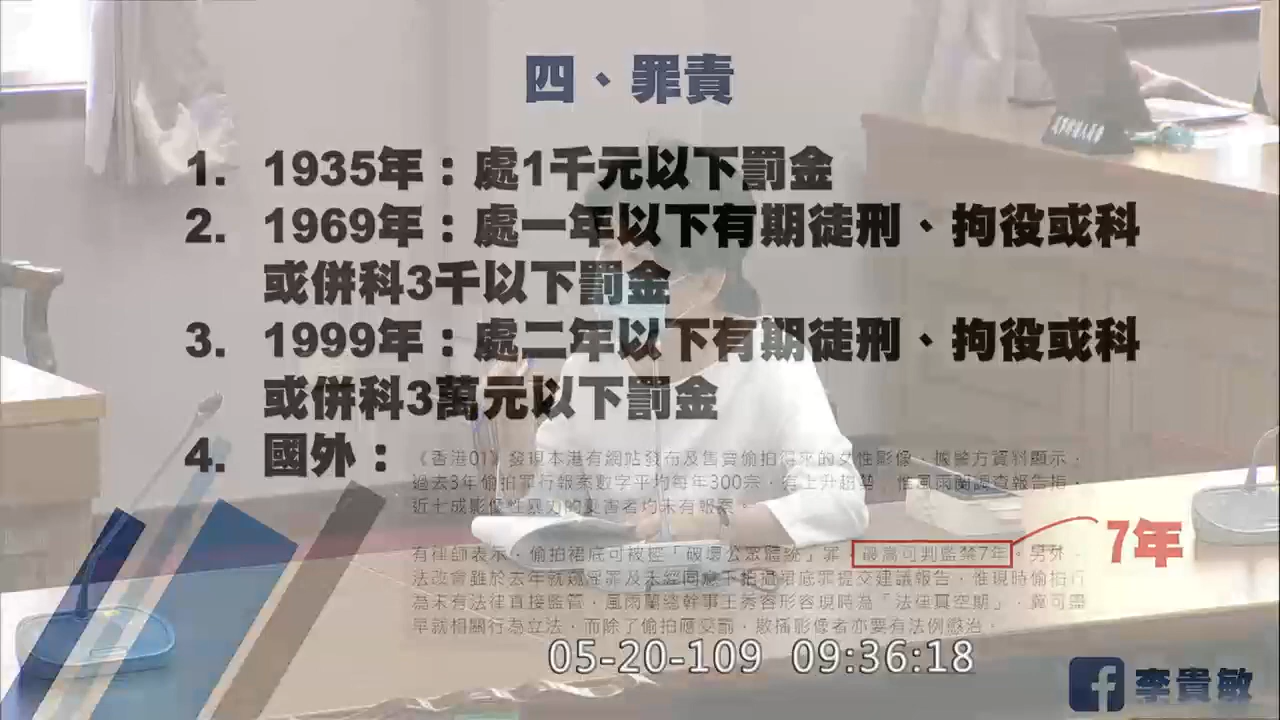 四、罪責
1. 1935年：處1千元以下罰金
2. 1969年：處一年以下有期徒刑、拘役或科
或併科3千以下罰金
3. 1999年：處二年以下有期徒刑、拘役或科
或併科3萬元以下罰金
4. 國外：
《香港01》發現本港有網站發布及售賣偷拍得來的女性影像，據警方資料顯示，
過去3年偷拍罪行報案數字平均每年300宗，有上升趨勢，惟風雨蘭調查報告指，
近七成影像性暴力的受害者均未有報案。
有律師表示，偷拍裙底可被控「破壞公眾體統」罪，最高可判監禁7年。另外，
7年
法改會雖於去年就窺淫罪及未經同意下拍攝裙底罪提交建議報告，惟現時偷拍行
為未有法律直接監管，風雨蘭總幹事王秀容形容現時為「法律真空期」，冀可盡
早就相關行為立法，而除了偷拍應受罰，散播影像者亦要有法例懲治。
05-20-109 09:36:18
李貴敏